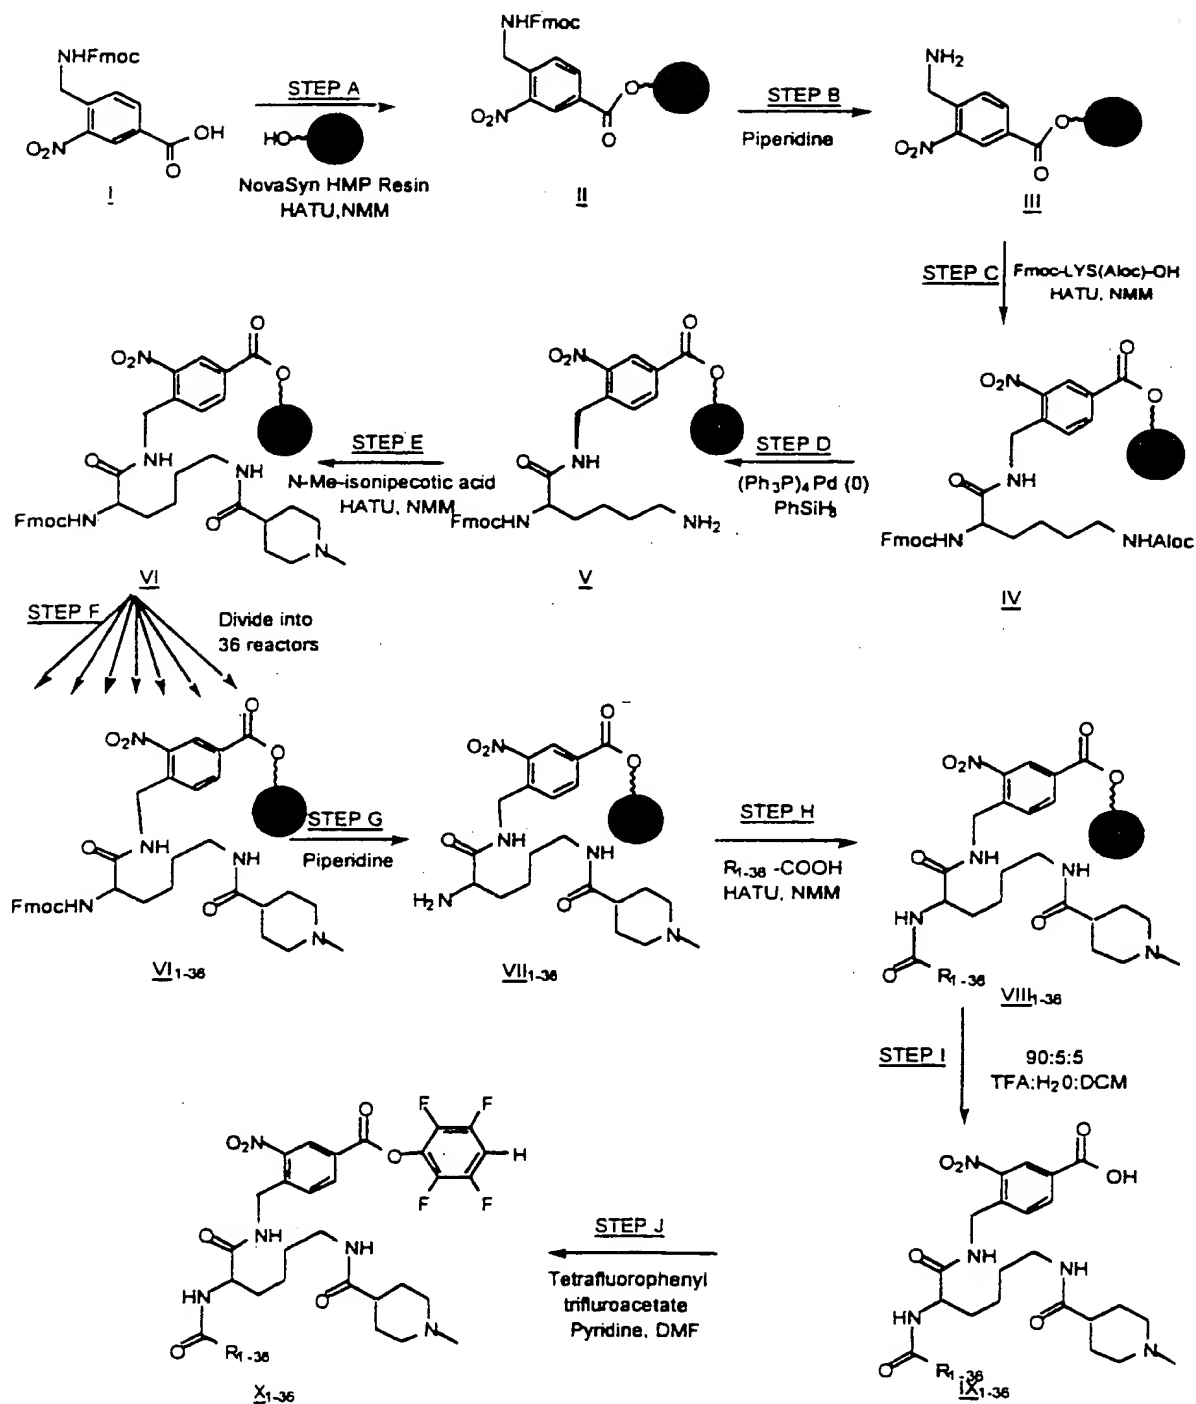 NHFmoc
O₂N
OH
O
I
STEP A
HO
NovaSyn HMP Resin
HATU,NMM
NHFmoc
O₂N
O
O
II
STEP B
Piperidine
NH₂
O₂N
O
O
III
STEP C
Fmoc-LYS(Aloc)-OH
HATU, NMM
O₂N
O
O
O
NH
FmocHN
NHAloc
IV
STEP D
(Ph₃P)₄ Pd (0)
PhSiH₃
O₂N
O
O
O
NH
FmocHN
NH₂
V
STEP E
N-Me-isonipecotic acid
HATU, NMM
O₂N
O
O
O
NH
NH
FmocHN
O
N
VI
STEP F
Divide into
36 reactors
O₂N
O
O
O
NH
NH
FmocHN
O
N
VI₁₋₃₆
STEP G
Piperidine
O₂N
O
O
O
NH
NH
H₂N
O
N
VII₁₋₃₆
STEP H
R₁₋₃₆ -COOH
HATU, NMM
O₂N
O
O
O
NH
NH
HN
O
N
O
R₁₋₃₆
VIII₁₋₃₆
STEP I
90:5:5
TFA:H₂0:DCM
O₂N
O
OH
O
NH
NH
HN
O
N
O
R₁₋₃₆
IX₁₋₃₆
STEP J
Tetrafluorophenyl
trifluroacetate
Pyridine, DMF
O₂N
O
O
F
F
H
F
F
O
NH
NH
HN
O
N
O
R₁₋₃₆
X₁₋₃₆